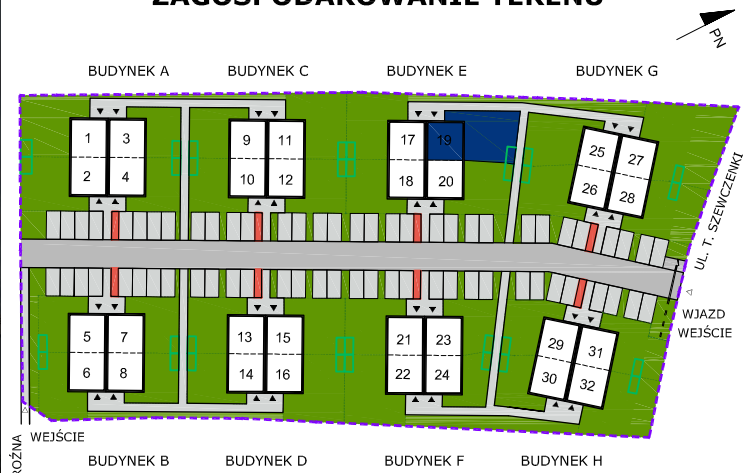 ZAGOSPODAROWANIE TERENU
PN
BUDYNEK A
BUDYNEK C
BUDYNEK E
BUDYNEK G
1 3
2 4
9 11
10 12
17 19
18 20
25 27
26 28
UL. T. SZEWCZENKI
WJAZD
WEJŚCIE
5 7
6 8
13 15
14 16
21 23
22 24
29 31
30 32
WEJŚCIE
BUDYNEK B
BUDYNEK D
BUDYNEK F
BUDYNEK H